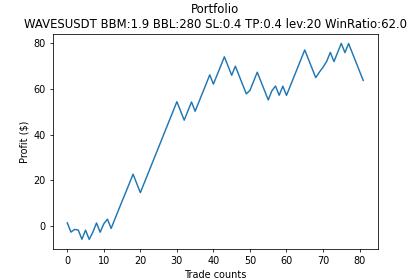 Portfolio
WAVESUSDT BBM:1.9 BBL:280 SL:0.4 TP:0.4 lev:20 WinRatio:62.0
Profit ($)
80
60
40
20
0
0 10 20 30 40 50 60 70 80
Trade counts